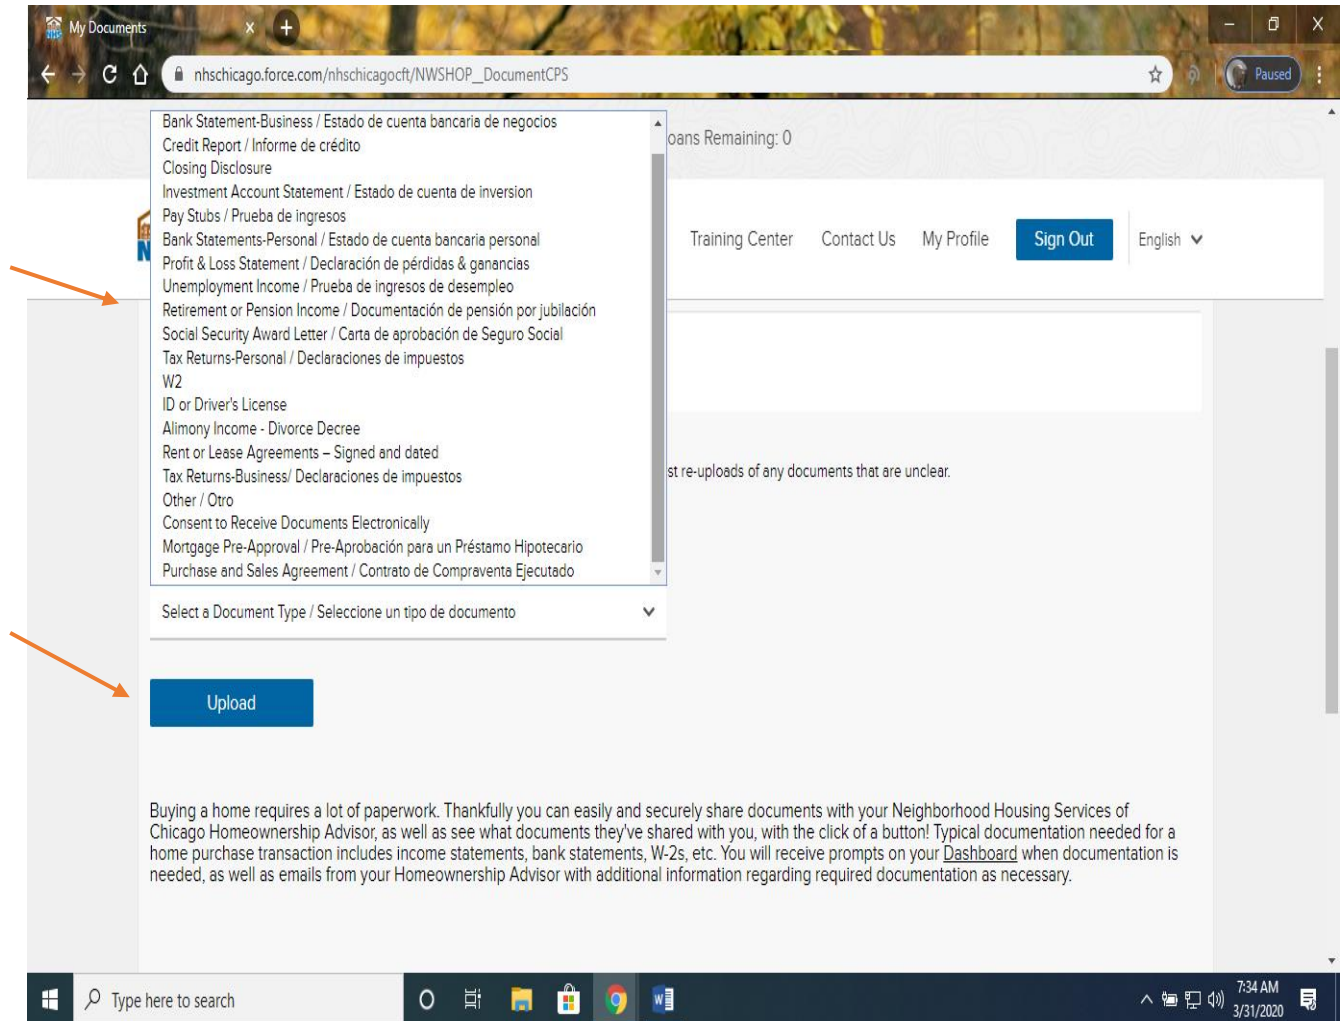 My Documents
nhschicago.force.com/nhschicagocft/NWSHOP__DocumentCPS
Paused
oans Remaining: 0
Training Center
Contact Us
My Profile
Sign Out
English
Bank Statement-Business / Estado de cuenta bancaria de negocios
Credit Report / Informe de crédito
Closing Disclosure
Investment Account Statement / Estado de cuenta de inversion
Pay Stubs / Prueba de ingresos
Bank Statements-Personal / Estado de cuenta bancaria personal
Profit & Loss Statement / Declaración de pérdidas & ganancias
Unemployment Income / Prueba de ingresos de desempleo
Retirement or Pension Income / Documentación de pensión por jubilación
Social Security Award Letter / Carta de aprobación de Seguro Social
Tax Returns-Personal / Declaraciones de impuestos
W2
ID or Driver's License
Alimony Income - Divorce Decree
Rent or Lease Agreements – Signed and dated
Tax Returns-Business/ Declaraciones de impuestos
Other / Otro
Consent to Receive Documents Electronically
Mortgage Pre-Approval / Pre-Aprobación para un Préstamo Hipotecario
Purchase and Sales Agreement / Contrato de Compraventa Ejecutado
st re-uploads of any documents that are unclear.
Select a Document Type / Seleccione un tipo de documento
Upload
Buying a home requires a lot of paperwork. Thankfully you can easily and securely share documents with your Neighborhood Housing Services of
Chicago Homeownership Advisor, as well as see what documents they've shared with you, with the click of a button! Typical documentation needed for a
home purchase transaction includes income statements, bank statements, W-2s, etc. You will receive prompts on your Dashboard when documentation is
needed, as well as emails from your Homeownership Advisor with additional information regarding required documentation as necessary.
Type here to search
7:34 AM
3/31/2020